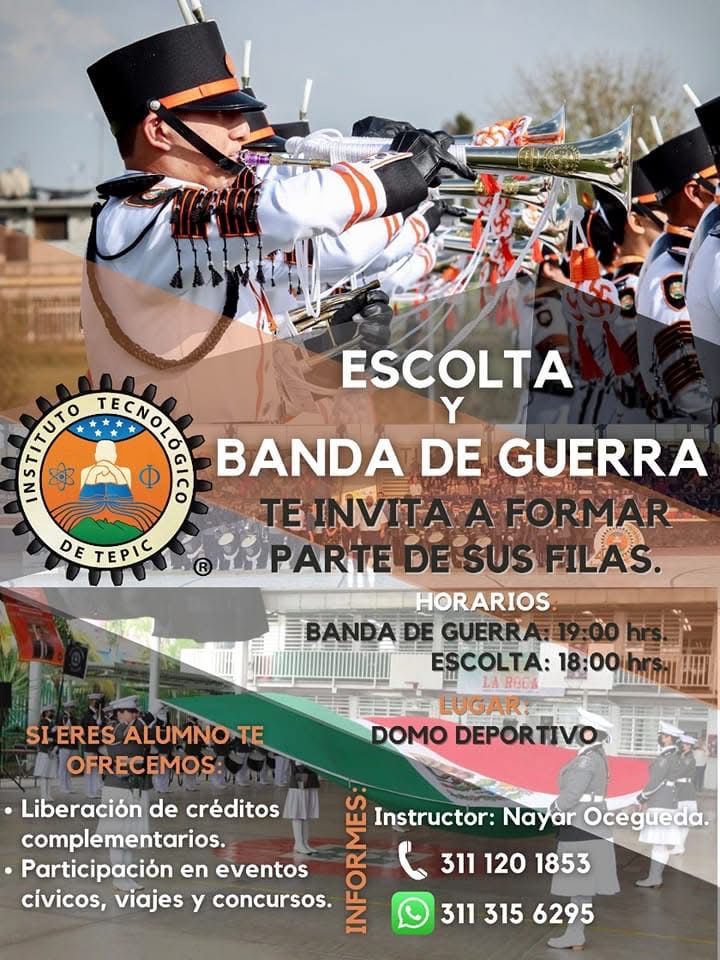 ESCOLTA
Y
BANDA DE GUERRA
TE INVITA A FORMAR
PARTE DE SUS FILAS.
INSTITUTO TECNOLÓGICO
DE TEPIC
®
HORARIOS
BANDA DE GUERRA: 19:00 hrs.
ESCOLTA: 18:00 hrs.
LA ROCA
LUGAR:
DOMO DEPORTIVO
SI ERES ALUMNO TE
OFRECEMOS:
• Liberación de créditos
complementarios.
• Participación en eventos
cívicos, viajes y concursos.
INFORMES:
Instructor: Nayar Ocegueda.
311 120 1853
311 315 6295